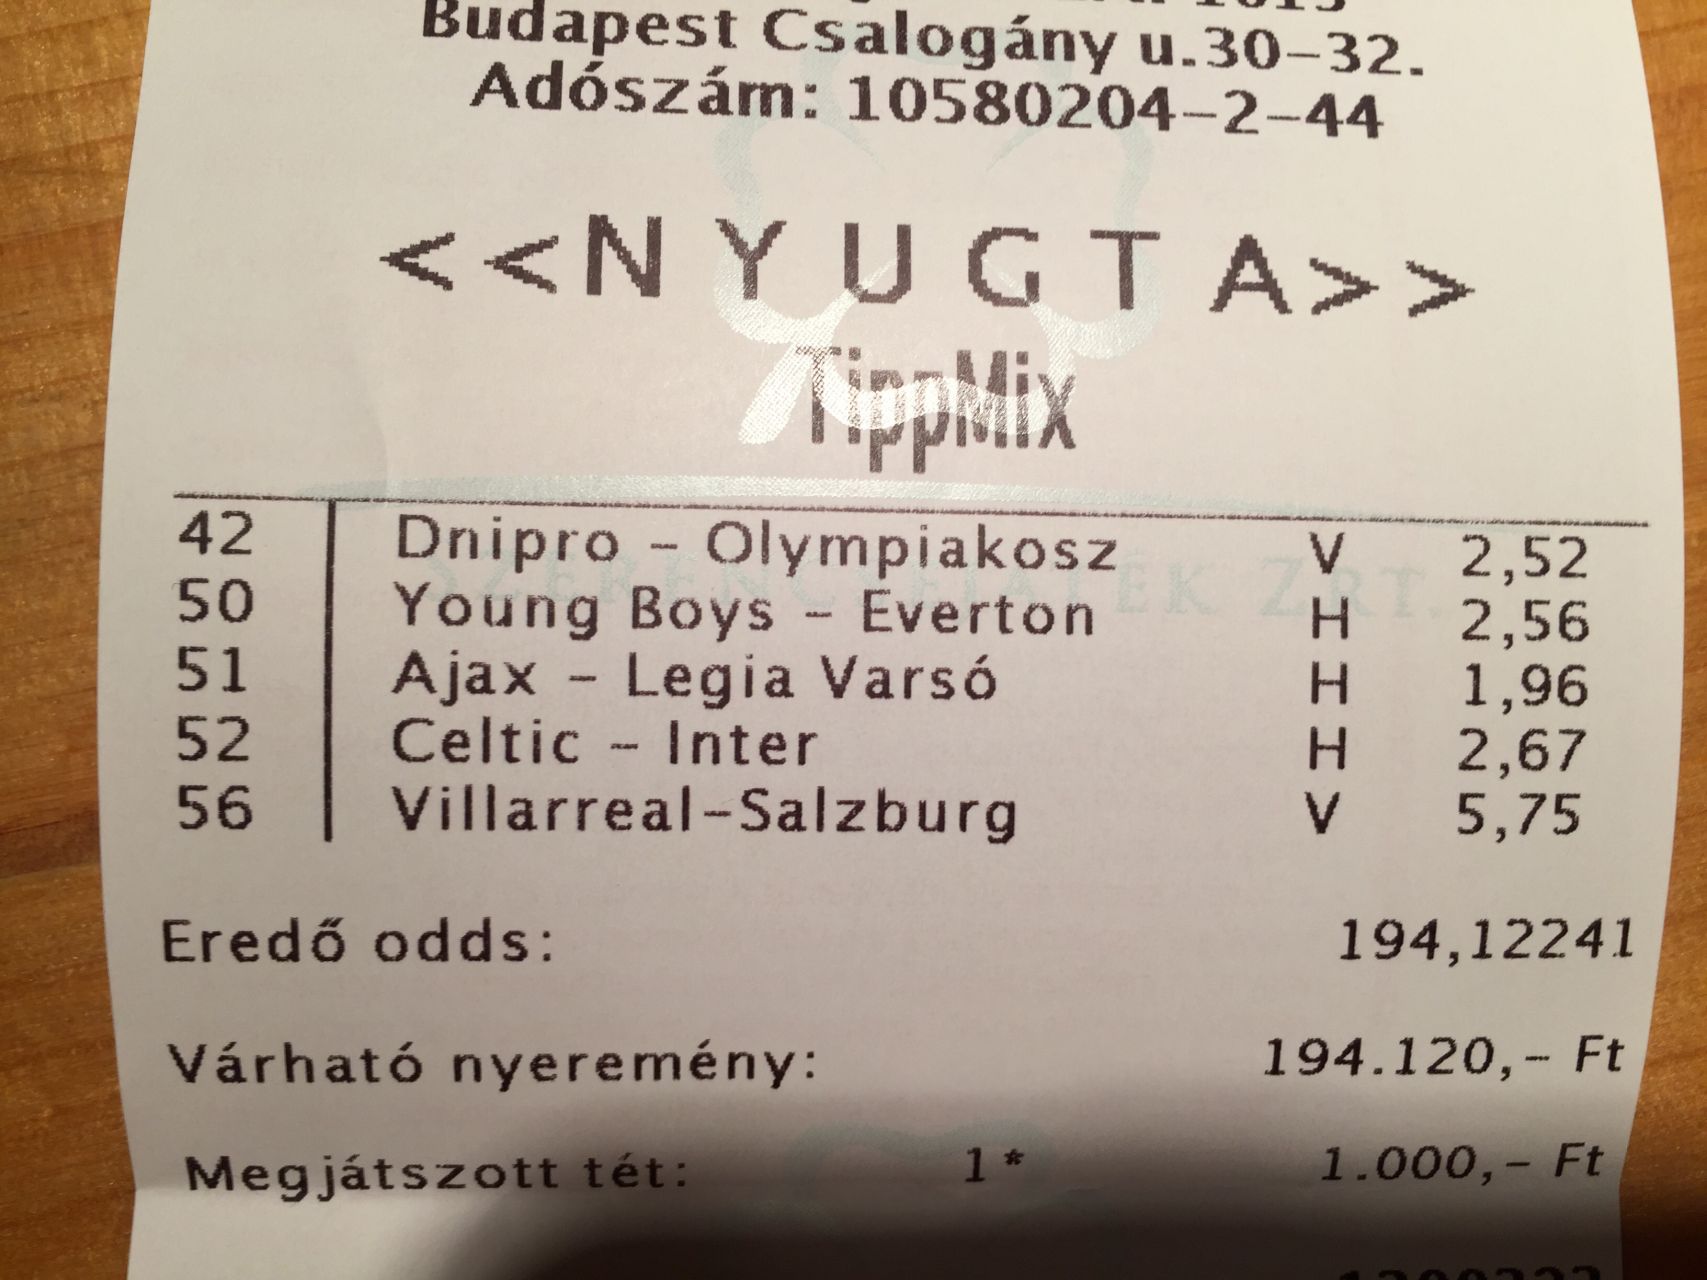 Budapest Csalogány u.30-32.
Adószám: 10580204-2-44
<<N Y U G T A>>
TippMix
SZERENCSEJÁTÉK ZRT.
42 Dnipro - Olympiakosz V 2,52
50 Young Boys - Everton H 2,56
51 Ajax - Legia Varsó H 1,96
52 Celtic - Inter H 2,67
56 Villarreal-Salzburg V 5,75
Eredő odds: 194,12241
Várható nyeremény: 194.120,- Ft
Megjátszott tét: 1* 1.000,- Ft